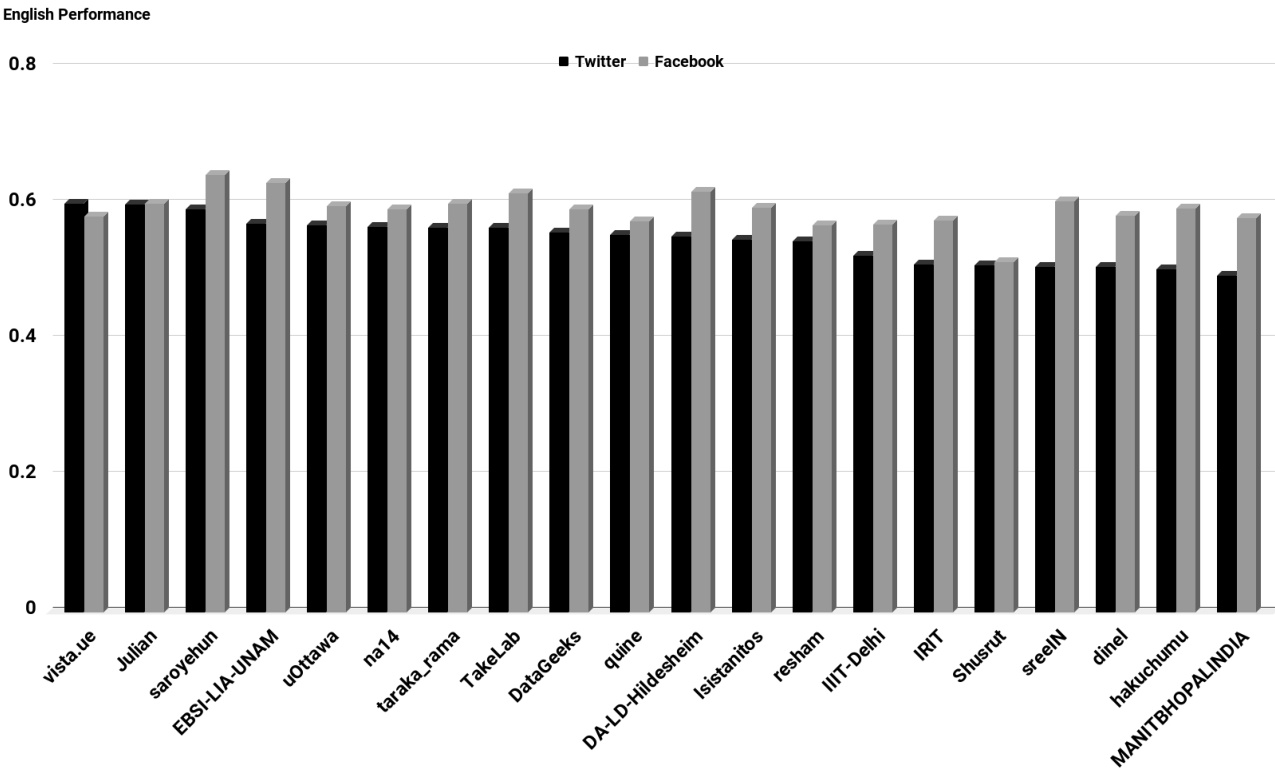 English Performance
Twitter Facebook
0.8
0.6
0.4
0.2
0
vista.ue
Julian
saroyehun
EBSI-LIA-UNAM
uOttawa
na14
taraka_rama
TakeLab
DataGeeks
quine
DA-LD-Hildesheim
Isistanitos
resham
IIIT-Delhi
IRIT
Shusrut
sreeIN
dinel
hakuchumu
MANITBHOPALINDIA